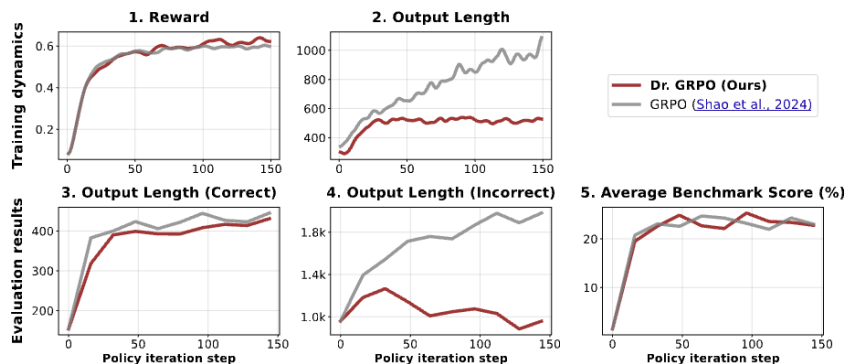 1. Reward
2. Output Length
Training dynamics
0.6
0.4
0.2
0
50
100
150
1000
800
600
400
0
50
100
150
Dr. GRPO (Ours)
GRPO (Shao et al., 2024)
3. Output Length (Correct)
4. Output Length (Incorrect)
5. Average Benchmark Score (%)
Evaluation results
400
300
200
0
50
100
150
Policy iteration step
1.8k
1.4k
1.0k
0
50
100
150
Policy iteration step
20
10
0
50
100
150
Policy iteration step